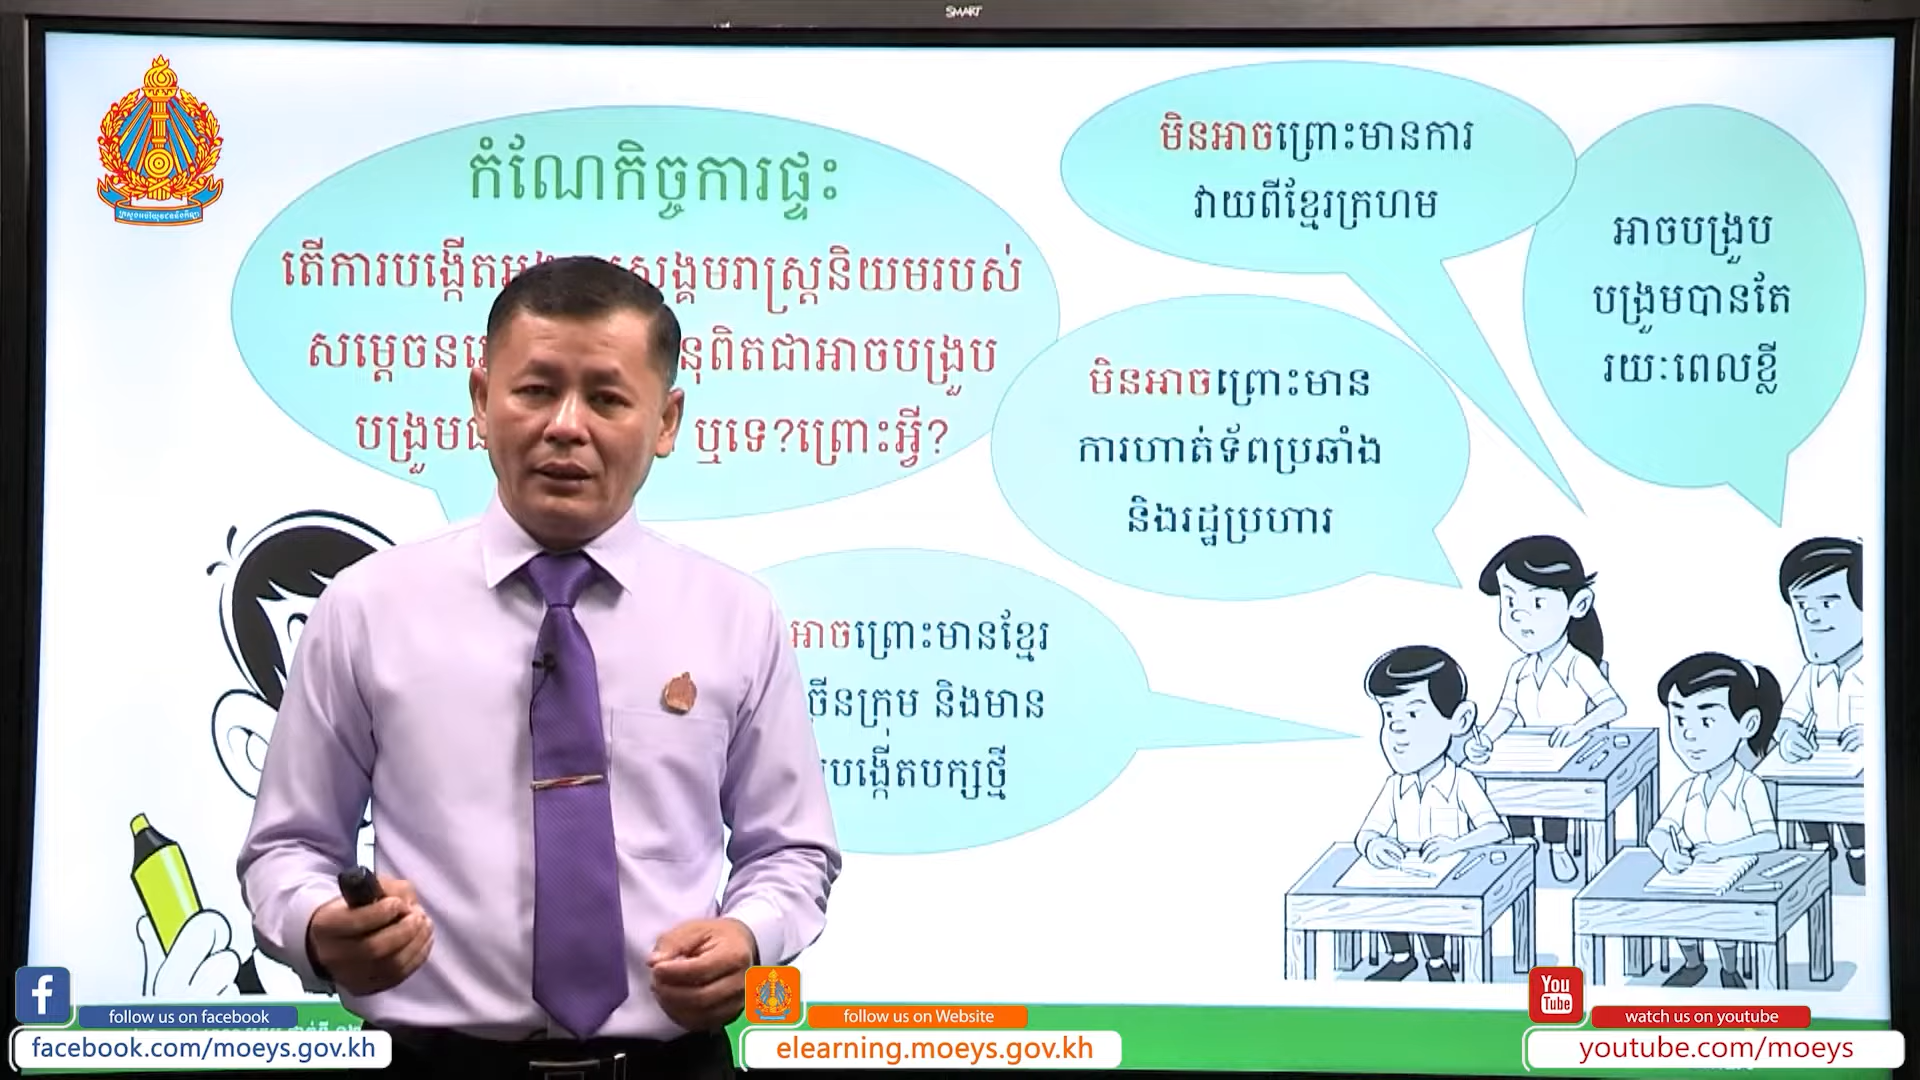 SMART
កំណែកិច្ចការផ្ទះ
តើការបង្កើត សង្គមរាស្ត្រនិយមរបស់
សម្ដេច ពិតជាអាចបង្រួប
បង្រួម ឬទេ?ព្រោះអ្វី?
មិនអាចព្រោះមានការ
វាយពីខ្មែរក្រហម
អាចបង្រួប
បង្រួមបានតែ
រយៈពេលខ្លី
មិនអាចព្រោះមាន
ការហាត់ទ័ពប្រឆាំង
និងរដ្ឋប្រហារ
អាចព្រោះមានខ្មែរ
ច្រើនក្រុម និងមាន
បង្កើតបក្សថ្មី
follow us on facebook
facebook.com/moeys.gov.kh
follow us on Website
elearning.moeys.gov.kh
You
Tube
watch us on youtube
youtube.com/moeys